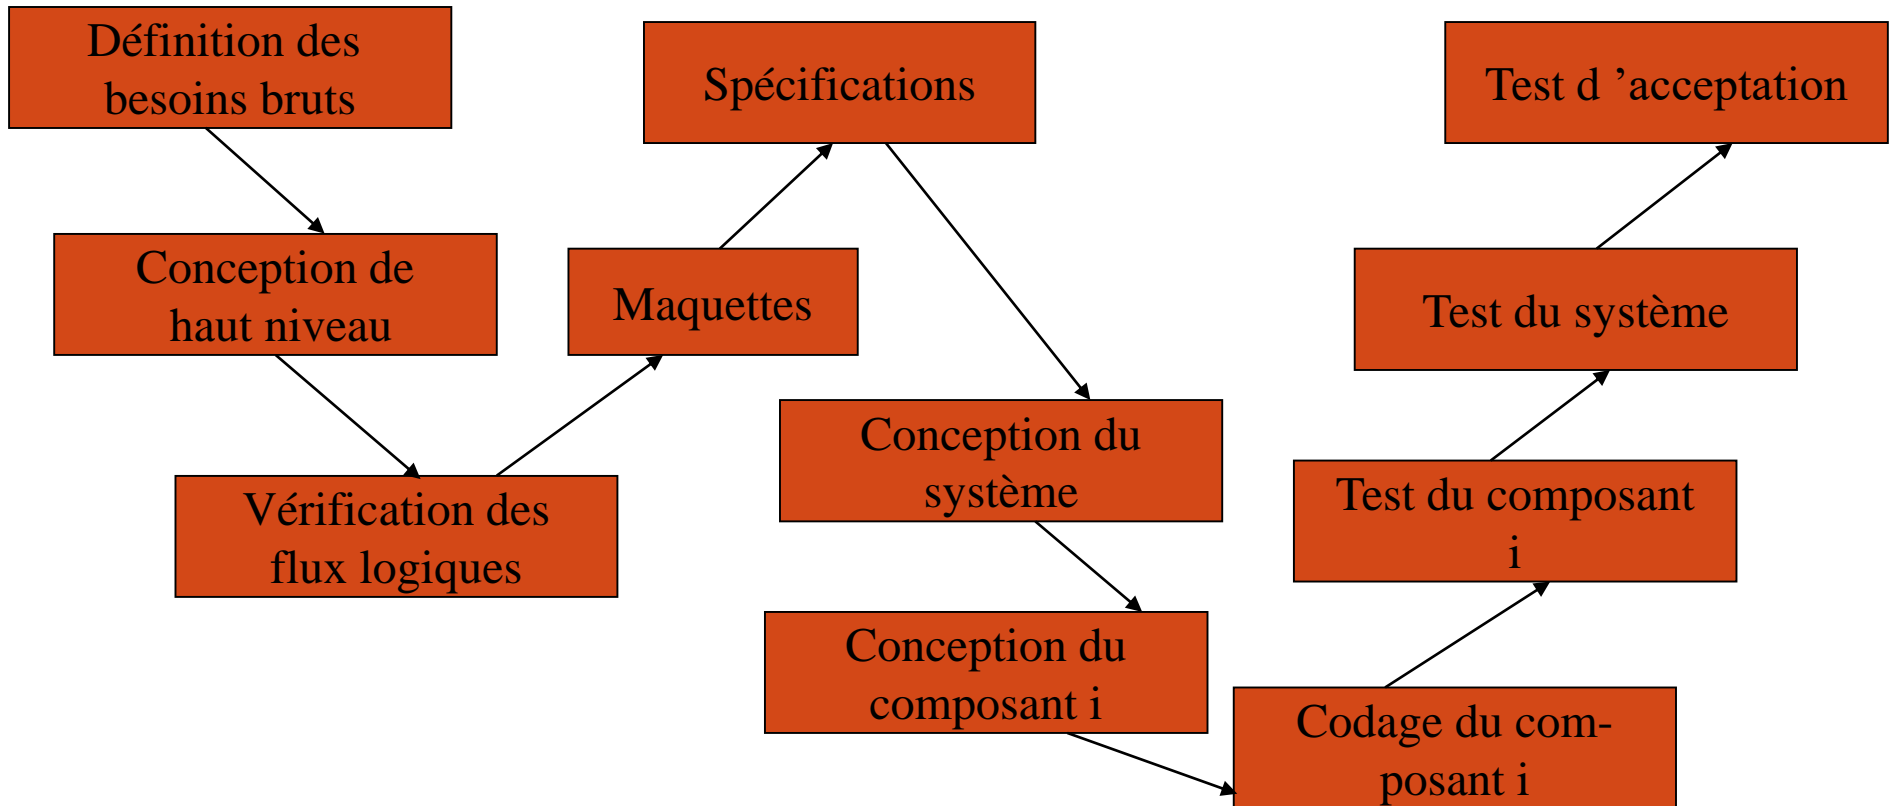 Définition des
besoins bruts
Spécifications
Test d ’acceptation
Conception de
haut niveau
Maquettes
Test du système
Conception du
système
Vérification des
flux logiques
Test du composant
i
Conception du
composant i
Codage du com-
posant i